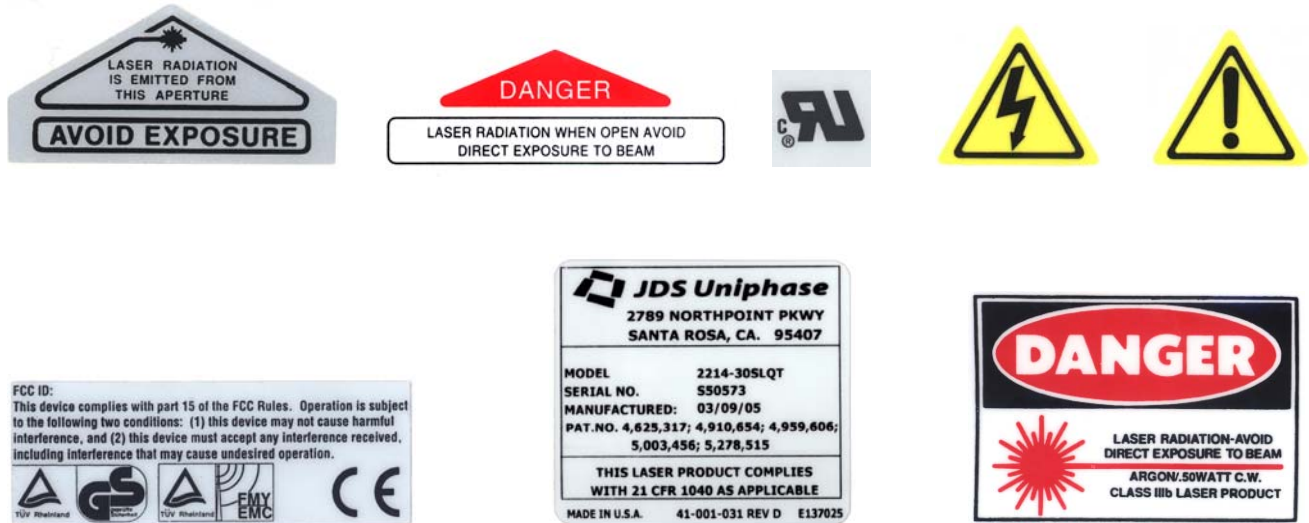 LASER RADIATION
IS EMITTED FROM
THIS APERTURE
AVOID EXPOSURE
DANGER
LASER RADIATION WHEN OPEN AVOID
DIRECT EXPOSURE TO BEAM
c RU ®
FCC ID:
This device complies with part 15 of the FCC Rules. Operation is subject
to the following two conditions: (1) this device may not cause harmful
interference, and (2) this device must accept any interference received,
including interference that may cause undesired operation.
TÜV Rheinland
GS
geprüfte
Sicherheit
TÜV Rheinland
EMV
EMC
CE
JDS Uniphase
2789 NORTHPOINT PKWY
SANTA ROSA, CA. 95407
MODEL 2214-30SLQT
SERIAL NO. S50573
MANUFACTURED: 03/09/05
PAT.NO. 4,625,317; 4,910,654; 4,959,606;
5,003,456; 5,278,515
THIS LASER PRODUCT COMPLIES
WITH 21 CFR 1040 AS APPLICABLE
MADE IN U.S.A. 41-001-031 REV D E137025
DANGER
LASER RADIATION-AVOID
DIRECT EXPOSURE TO BEAM
ARGON/.50WATT C.W.
CLASS IIIb LASER PRODUCT